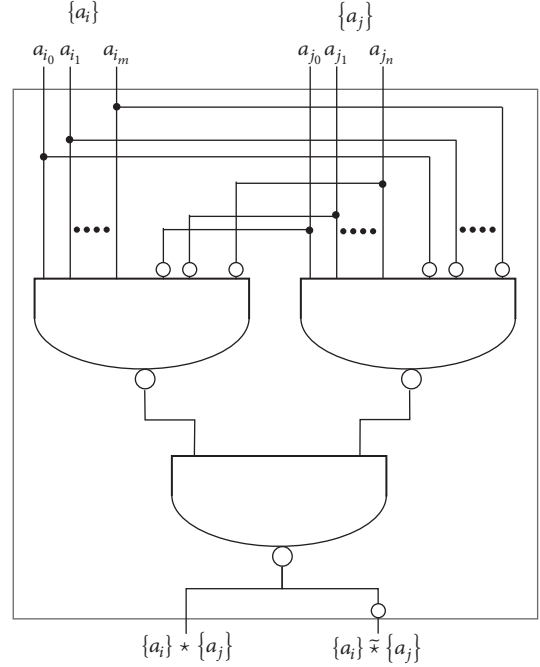 {a_i} {a_j}
a_{i_0} a_{i_1} a_{i_m} a_{j_0} a_{j_1} a_{j_n}
{a_i} ⋆ {a_j} {a_i} ⋆̃ {a_j}